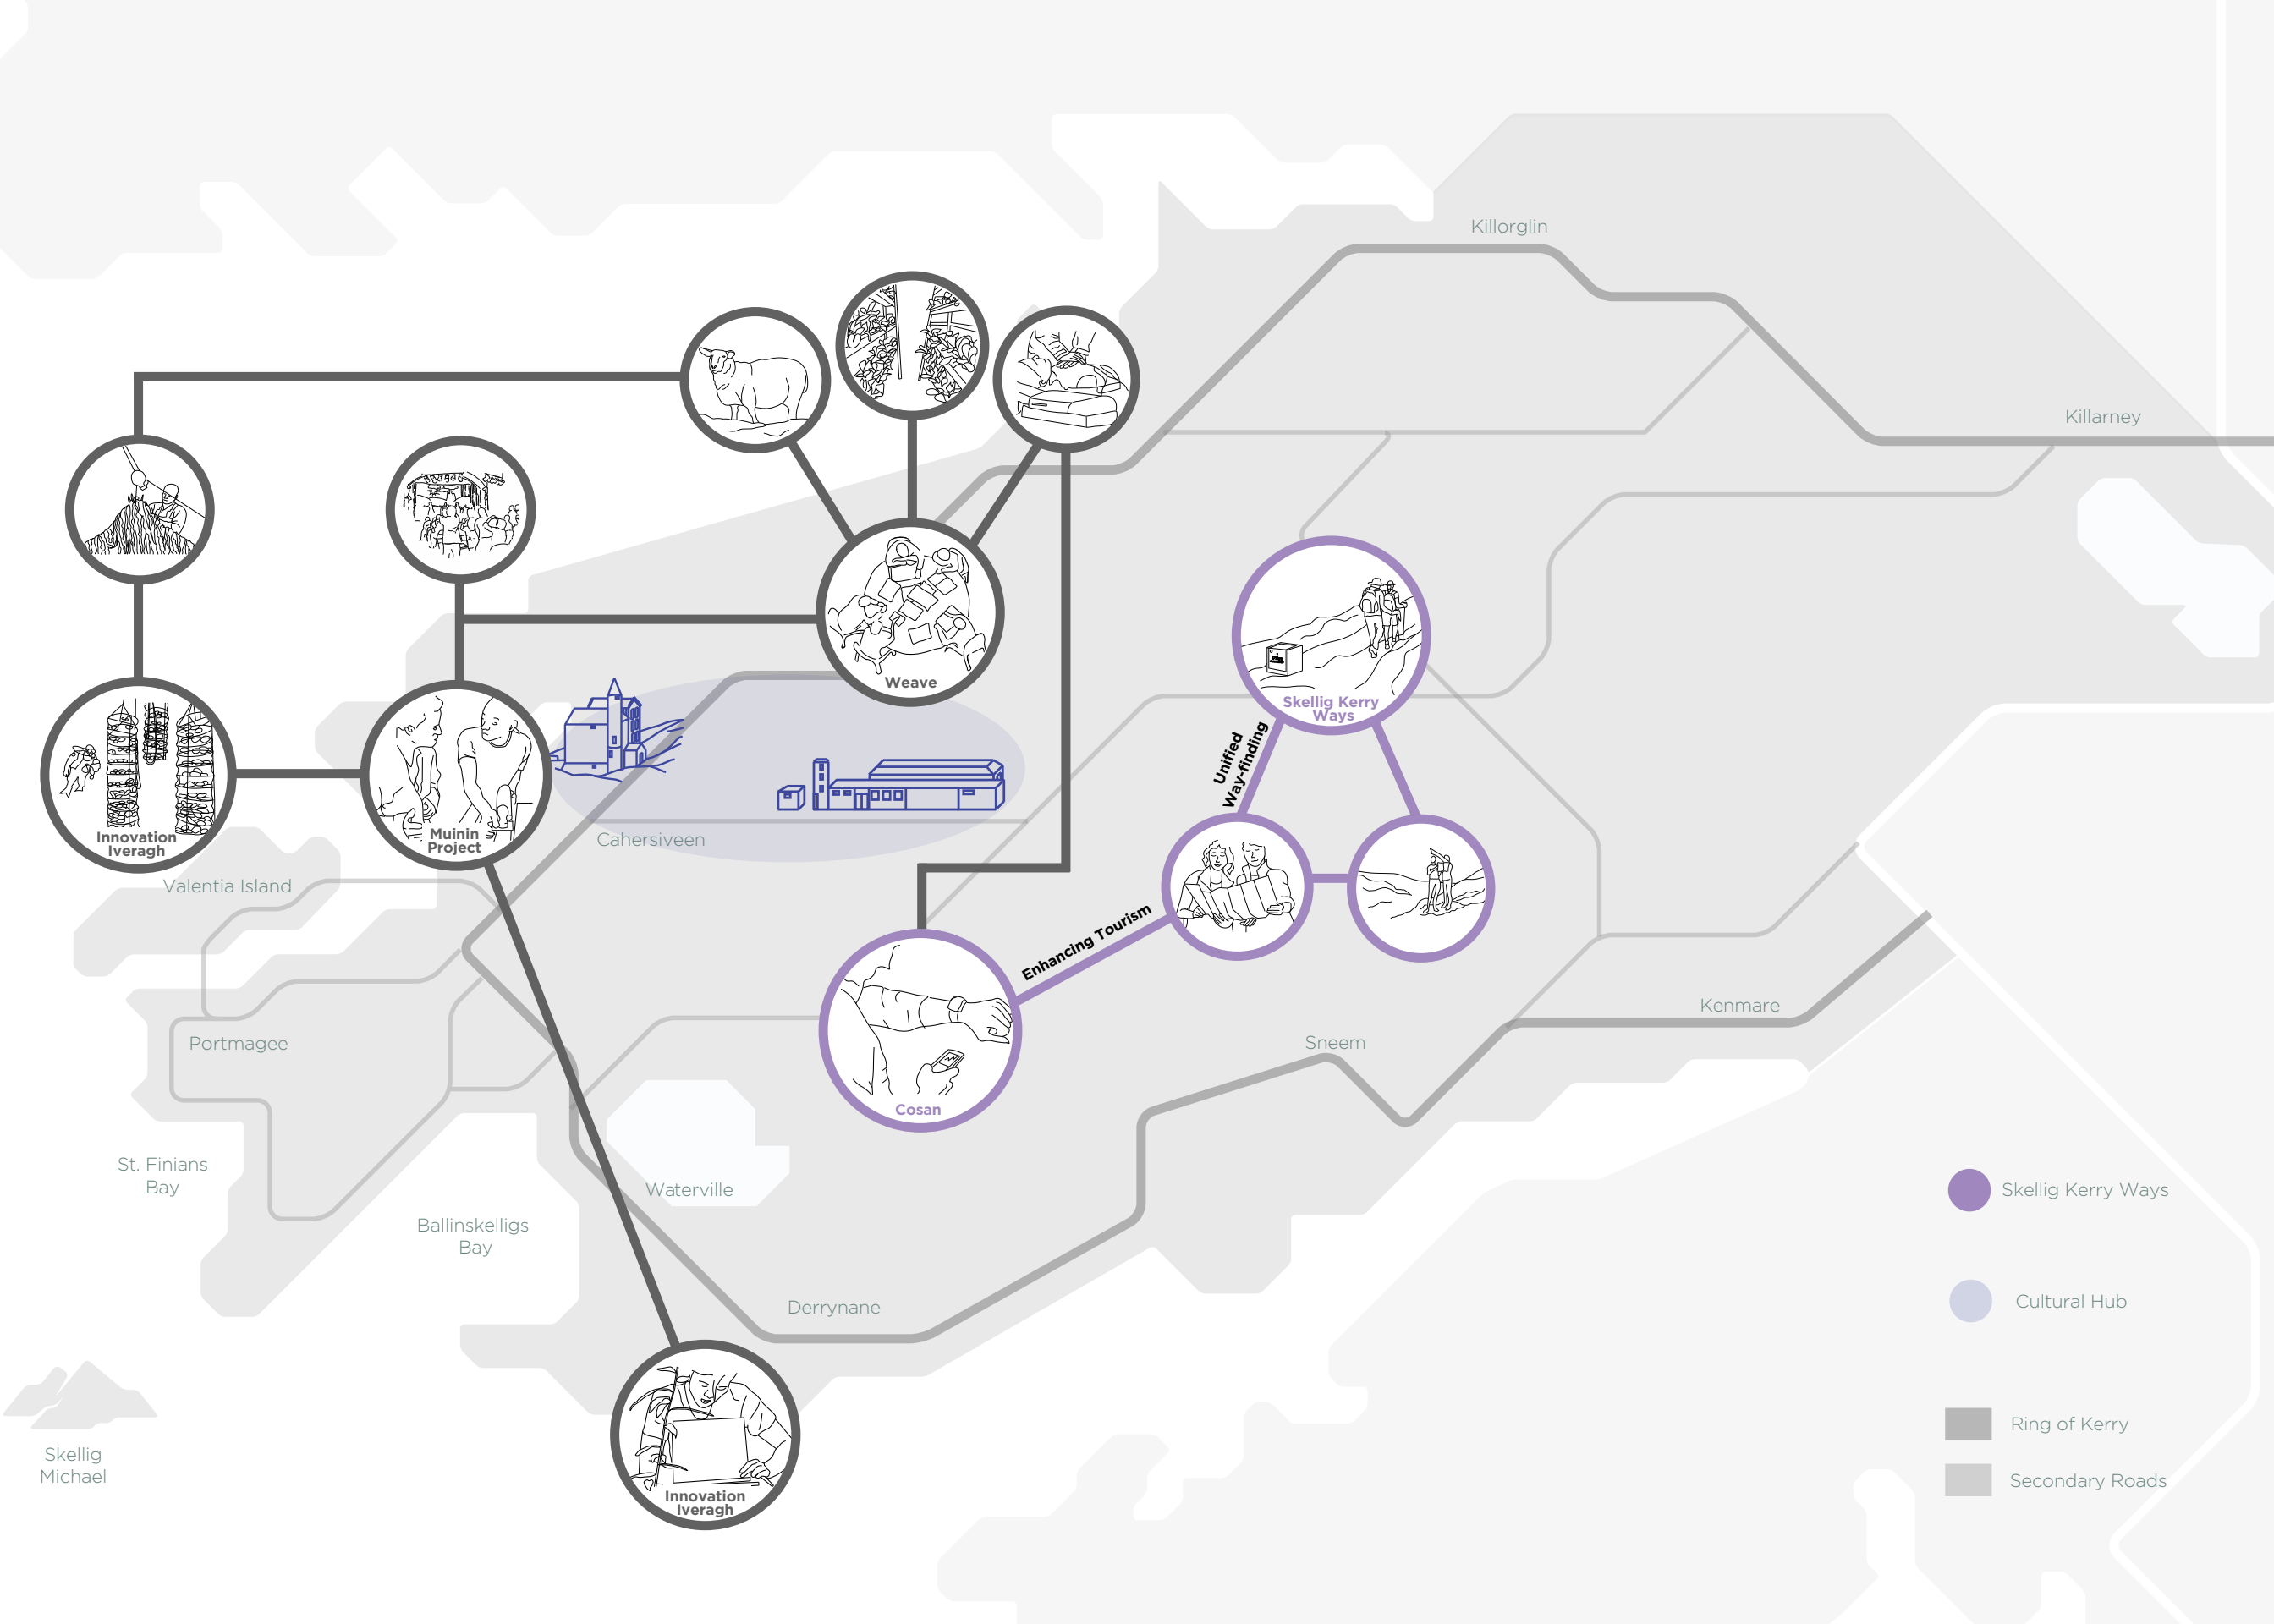 Killorglin
Killarney
Weave
Skellig Kerry
Ways
Unified
Way-finding
Innovation
Iveragh
Muinin
Project
Cahersiveen
Valentia Island
Enhancing Tourism
Portmagee
Kenmare
Sneem
Cosan
St. Finians
Bay
Waterville
Ballinskelligs
Bay
Derrynane
Skellig
Michael
Innovation
Iveragh
Skellig Kerry Ways
Cultural Hub
Ring of Kerry
Secondary Roads